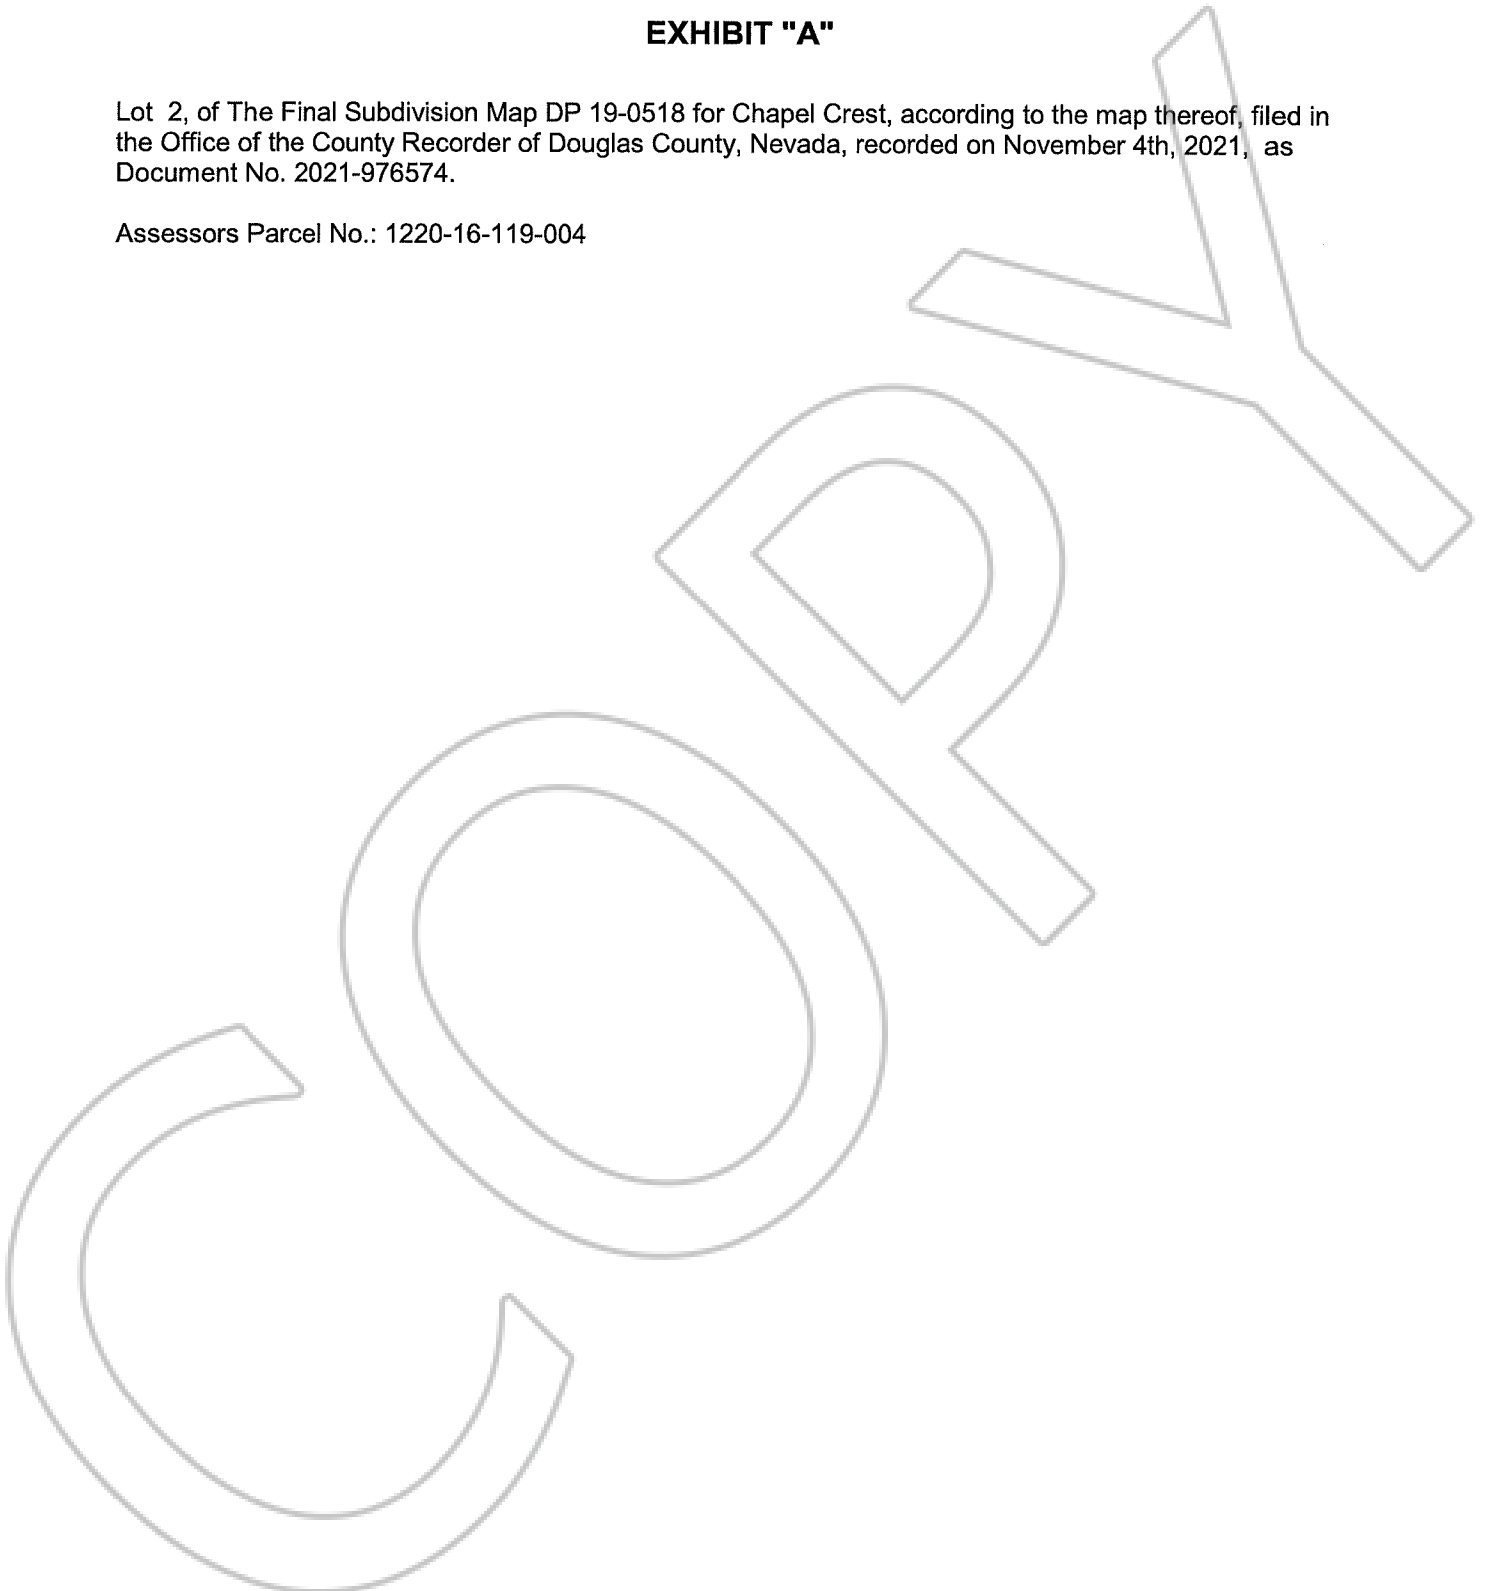 EXHIBIT "A"
Lot 2, of The Final Subdivision Map DP 19-0518 for Chapel Crest, according to the map thereof, filed in
the Office of the County Recorder of Douglas County, Nevada, recorded on November 4th, 2021, as
Document No. 2021-976574.
Assessors Parcel No.: 1220-16-119-004
COPY